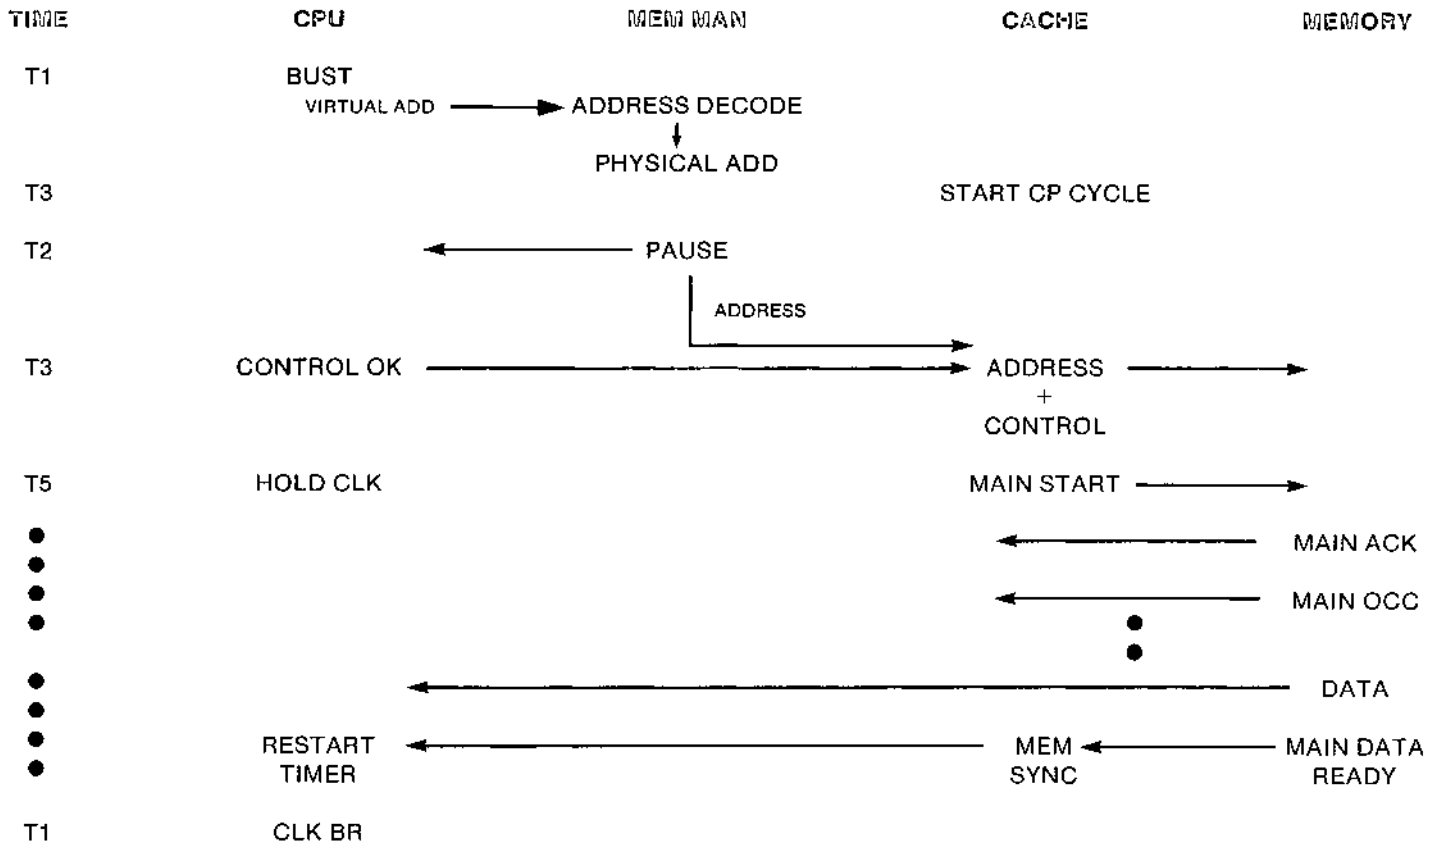 TIME CPU MEM MAN CACHE MEMORY
T1 BUST
VIRTUAL ADD ADDRESS DECODE
PHYSICAL ADD
T3 START CP CYCLE
T2 PAUSE
ADDRESS
T3 CONTROL OK ADDRESS
+
CONTROL
T5 HOLD CLK MAIN START
MAIN ACK
MAIN OCC
DATA
RESTART MEM MAIN DATA
TIMER SYNC READY
T1 CLK BR